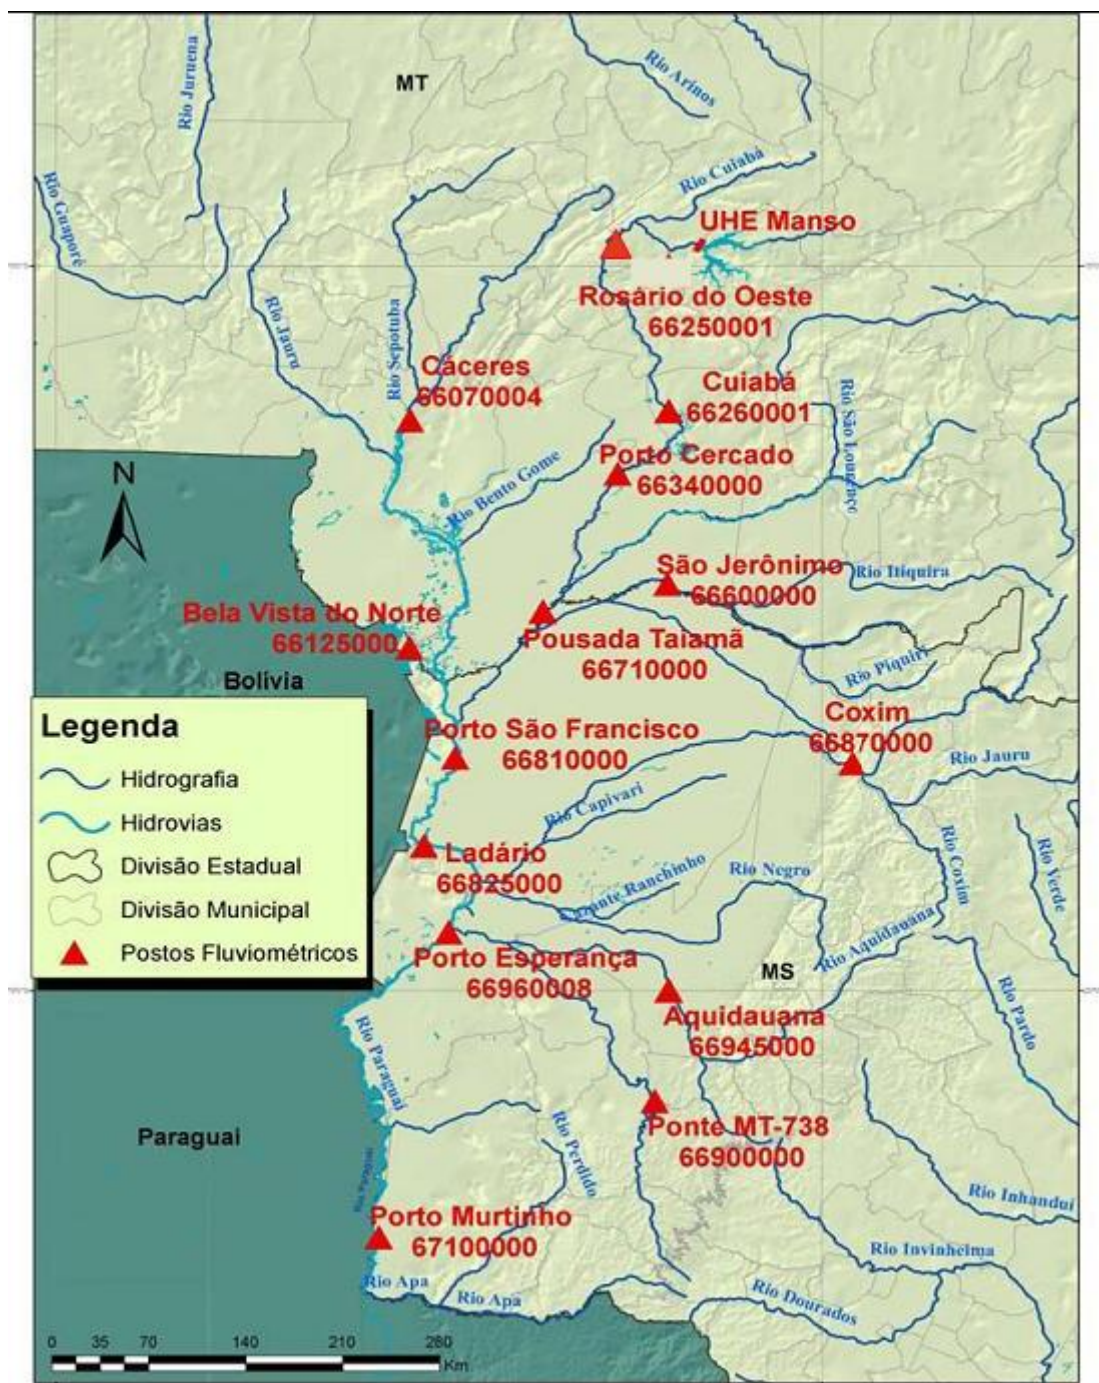 MT
Rio Juruena
Rio Arinos
Rio Guaporé
Rio Cuiabá
UHE Manso
Rosário do Oeste
66250001
Rio Jauru
Rio Sepotuba
Cáceres
66070004
Cuiabá
66260001
Rio São Lourenço
Porto Cercado
66340000
Rio Bento Gome
N
São Jerônimo
66600000
Rio Itiquira
Bela Vista do Norte
66125000
Pousada Taiamã
66710000
Rio Piquiri
Bolívia
Coxim
66870000
Porto São Francisco
66810000
Rio Jauru
Legenda
Hidrografia
Hidrovias
Divisão Estadual
Divisão Municipal
Postos Fluviométricos
Rio Capivari
Rio Coxim
Rio Verde
Ladário
66825000
Ranchinho
Rio Negro
Rio Aquidauana
Porto Esperança
66960008
MS
Aquidauana
66945000
Rio Pardo
Rio Paraguai
Paraguai
Ponte MT-738
66900000
Rio Perdido
Rio Paraguai
Porto Murtinho
67100000
Rio Inhanduí
Rio Invinheima
Rio Apa
Rio Apa
Rio Dourados
0 35 70 140 210 280
Km